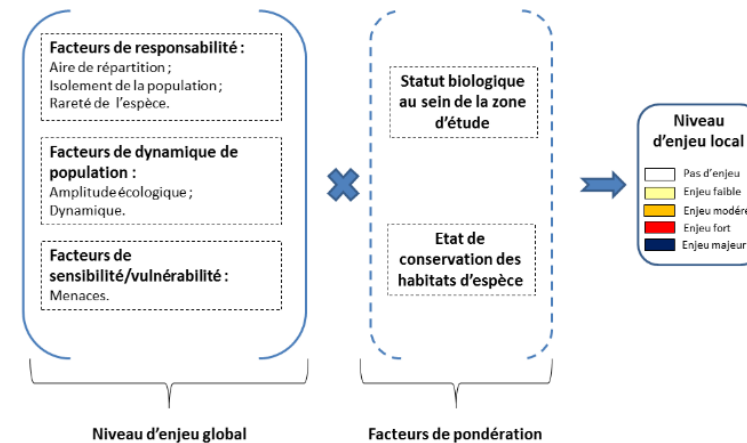 Facteurs de responsabilité :
Aire de répartition ;
Isolement de la population ;
Rareté de l'espèce.
Facteurs de dynamique de
population :
Amplitude écologique ;
Dynamique.
Facteurs de
sensibilité/vulnérabilité :
Menaces.
Niveau d'enjeu global
Statut biologique
au sein de la zone
d'étude
Etat de
conservation des
habitats d'espèce
Facteurs de pondération
Niveau
d'enjeu local
Pas d'enjeu
Enjeu faible
Enjeu modéré
Enjeu fort
Enjeu majeur